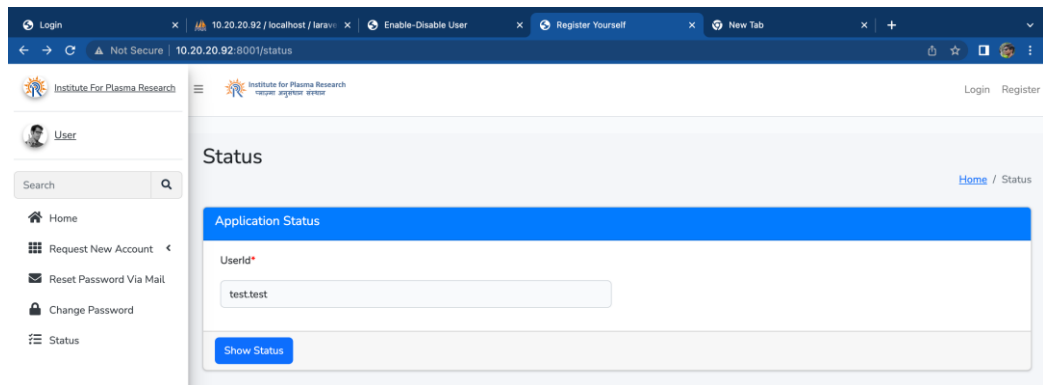 Login
10.20.20.92 / localhost / larave
Enable-Disable User
Register Yourself
New Tab
Not Secure | 10.20.20.92:8001/status
Institute For Plasma Research
Institute for Plasma Research
प्लाज़्मा अनुसंधान संस्थान
Login Register
User
Search
Home
Request New Account
Reset Password Via Mail
Change Password
Status
Status
Home / Status
Application Status
UserId*
test.test
Show Status